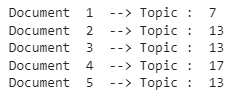 Document  1  --> Topic :  7
Document  2  --> Topic :  13
Document  3  --> Topic :  13
Document  4  --> Topic :  17
Document  5  --> Topic :  13